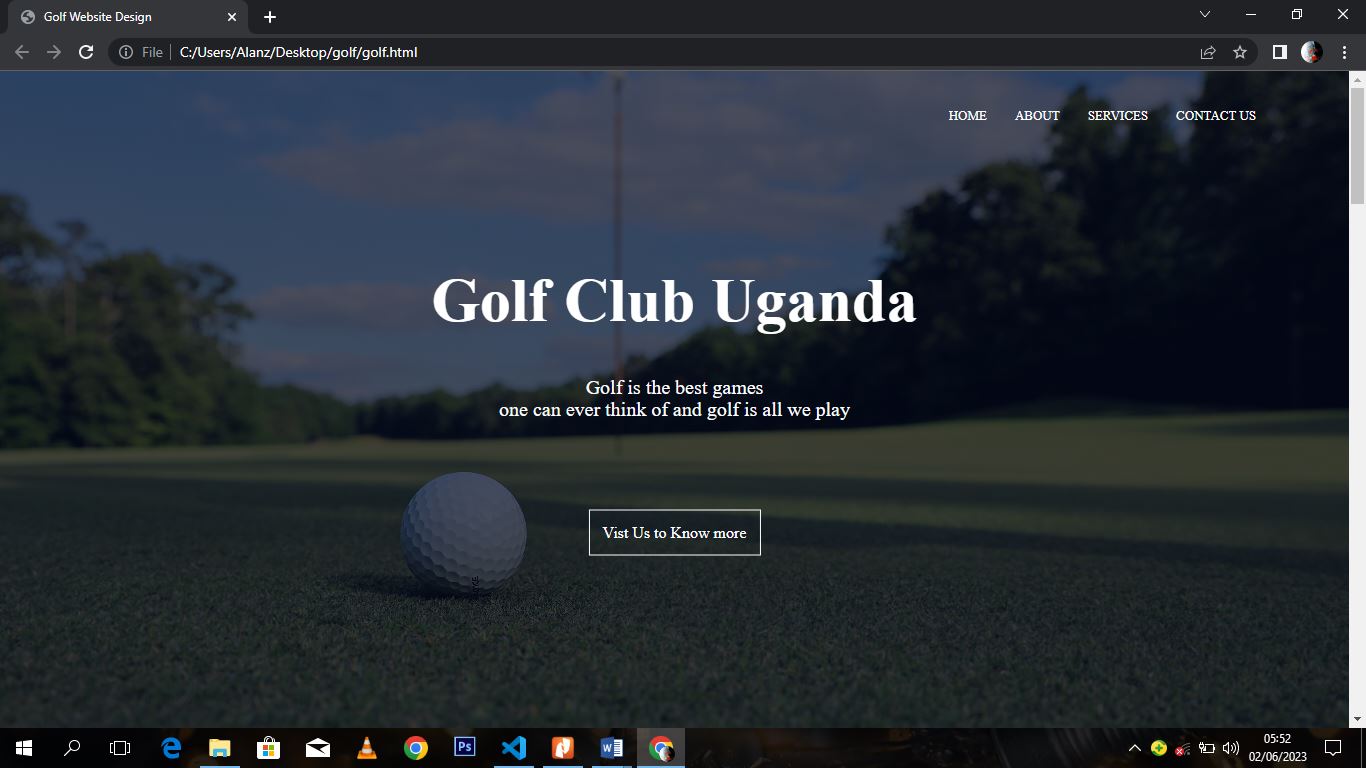 Golf Website Design
File
C:/Users/Alanz/Desktop/golf/golf.html
HOME ABOUT SERVICES CONTACT US
Golf Club Uganda
Golf is the best games
one can ever think of and golf is all we play
Vist Us to Know more
Ps
05:52
02/06/2023